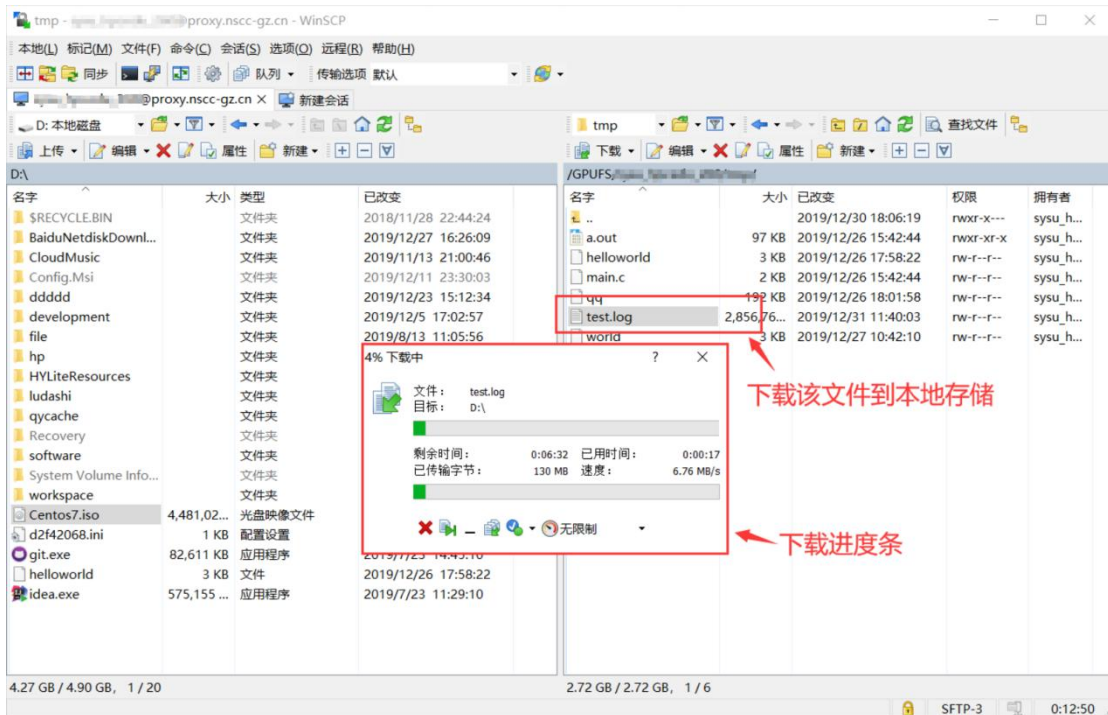 tmp - @proxy.nscc-gz.cn - WinSCP
本地(L) 标记(M) 文件(F) 命令(C) 会话(S) 选项(O) 远程(R) 帮助(H)
同步 队列 传输选项 默认
@proxy.nscc-gz.cn × 新建会话
D: 本地磁盘
上传 编辑 属性 新建
D:\
名字 大小 类型 已改变
$RECYCLE.BIN 文件夹 2018/11/28 22:44:24
BaiduNetdiskDownl... 文件夹 2019/12/27 16:26:09
CloudMusic 文件夹 2019/11/13 21:00:46
Config.Msi 文件夹 2019/12/11 23:30:03
ddddd 文件夹 2019/12/23 15:12:34
development 文件夹 2019/12/5 17:02:57
file 文件夹 2019/8/13 11:05:56
hp 文件夹
HYLiteResources 文件夹
ludashi 文件夹
qycache 文件夹
Recovery 文件夹
software 文件夹
System Volume Info... 文件夹
workspace 文件夹
Centos7.iso 4,481,02... 光盘映像文件
d2f42068.ini 1 KB 配置设置
git.exe 82,611 KB 应用程序
helloworld 3 KB 文件 2019/12/26 17:58:22
idea.exe 575,155 ... 应用程序 2019/7/23 11:29:10
4.27 GB / 4.90 GB, 1 / 20
tmp 查找文件
下载 编辑 属性 新建
/GPUFS/
名字 大小 已改变 权限 拥有者
.. 2019/12/30 18:06:19 rwxr-x--- sysu_h...
a.out 97 KB 2019/12/26 15:42:44 rwxr-xr-x sysu_h...
helloworld 3 KB 2019/12/26 17:58:22 rw-r--r-- sysu_h...
main.c 2 KB 2019/12/26 15:42:44 rw-r--r-- sysu_h...
qq 192 KB 2019/12/26 18:01:58 rw-r--r-- sysu_h...
test.log 2,856,76... 2019/12/31 11:40:03 rw-r--r-- sysu_h...
world 3 KB 2019/12/27 10:42:10 rw-r--r-- sysu_h...
下载该文件到本地存储
4% 下载中 ? ×
文件: test.log
目标: D:\
剩余时间: 0:06:32 已用时间: 0:00:17
已传输字节: 130 MB 速度: 6.76 MB/s
无限制
下载进度条
2.72 GB / 2.72 GB, 1 / 6
SFTP-3 0:12:50